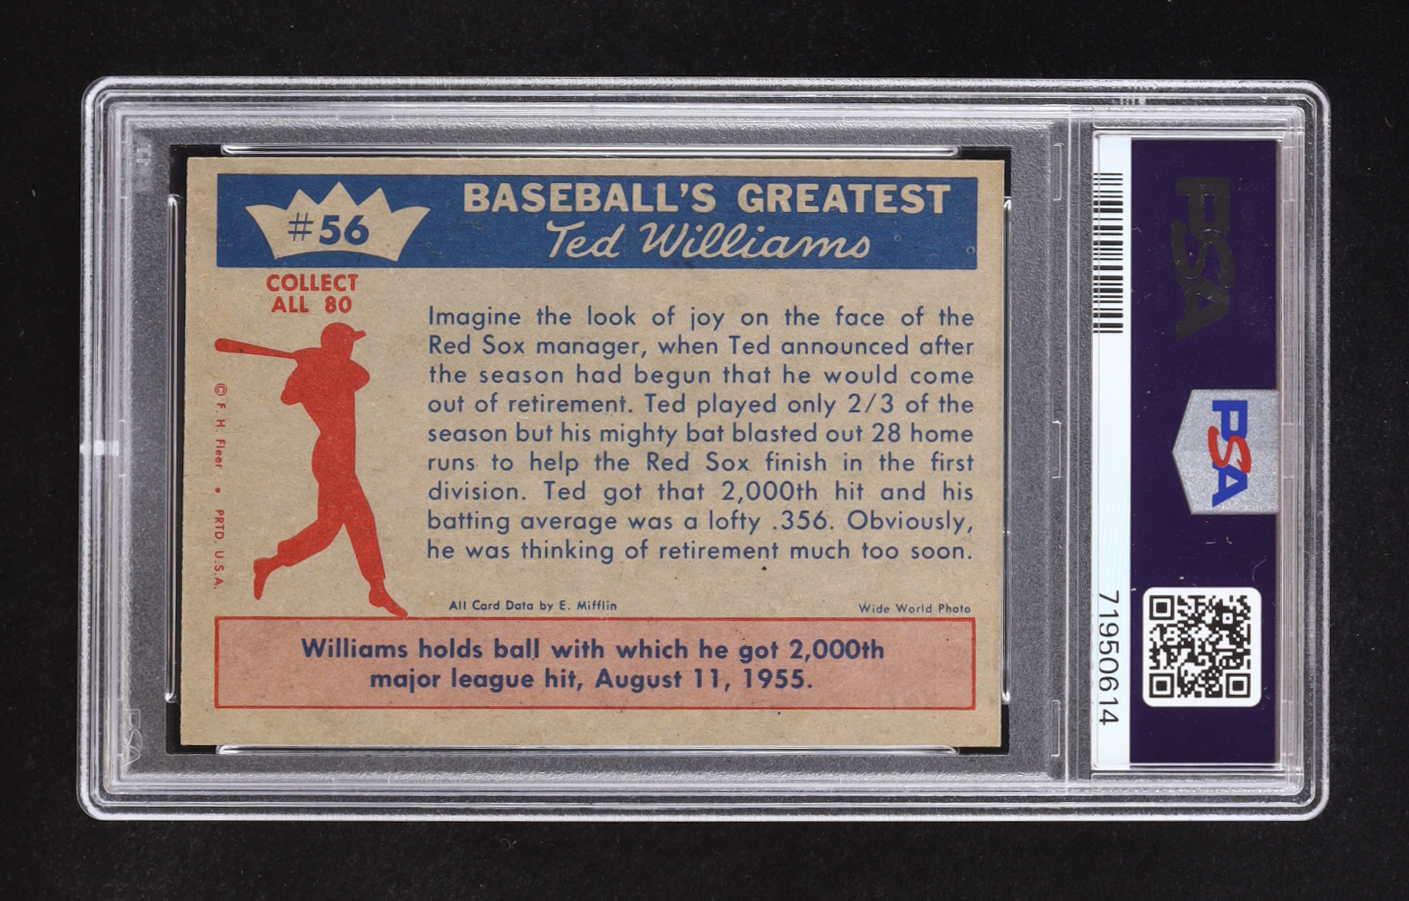 #56
BASEBALL'S GREATEST
Ted Williams
COLLECT
ALL 80
© F. H. Fleer • PRTD. U.S.A.
Imagine the look of joy on the face of the
Red Sox manager, when Ted announced after
the season had begun that he would come
out of retirement. Ted played only 2/3 of the
season but his mighty bat blasted out 28 home
runs to help the Red Sox finish in the first
division. Ted got that 2,000th hit and his
batting average was a lofty .356. Obviously,
he was thinking of retirement much too soon.
All Card Data by E. Mifflin
Wide World Photo
Williams holds ball with which he got 2,000th
major league hit, August 11, 1955.
PSA
PSA
71950614
PSA